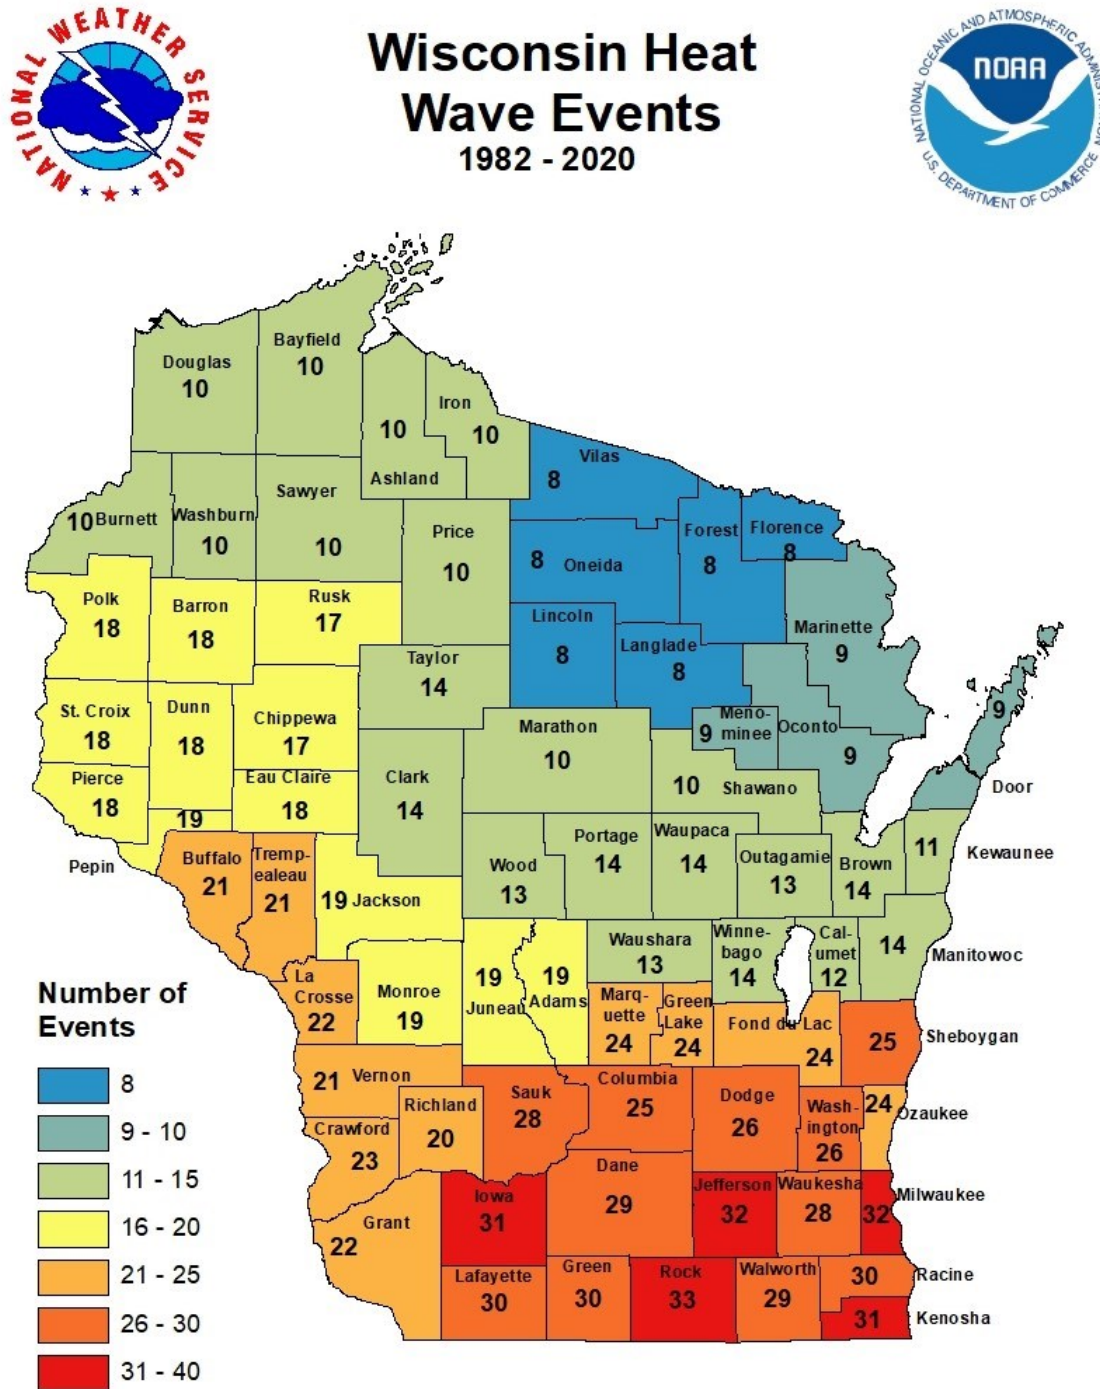 NATIONAL WEATHER SERVICE
Wisconsin Heat
Wave Events
1982 - 2020
NATIONAL OCEANIC AND ATMOSPHERIC
U.S. DEPARTMENT OF COMMERCE
NOAA
Bayfield
10
Douglas
10
Iron
10
10
Ashland
Vilas
8
Sawyer
10
10 Burnett
Washburn
10
Price
10
Forest
8
Florence
8
8 Oneida
Polk
18
Barron
18
Rusk
17
Lincoln
8
Langlade
8
Marinette
9
Taylor
14
St. Croix
18
Dunn
18
Chippewa
17
Marathon
10
9
Meno-
minee
Oconto
9
9
Door
Pierce
18
Eau Claire
18
Clark
14
10 Shawano
19
Pepin
Buffalo
21
Tremp-
ealeau
21
Wood
13
Portage
14
Waupaca
14
Outagamie
13
Brown
14
11
Kewaunee
19 Jackson
Waushara
13
Winne-
bago
14
Cal-
umet
12
14
Manitowoc
La
Crosse
22
Monroe
19
19
Juneau
19
Adams
Marq-
uette
24
Green
Lake
24
Fond du Lac
24
25
Sheboygan
21 Vernon
Richland
20
Sauk
28
Columbia
25
Dodge
26
Wash-
ington
26
24
Ozaukee
Crawford
23
Dane
29
Iowa
31
Jefferson
32
Waukesha
28
32
Milwaukee
Grant
22
Lafayette
30
Green
30
Rock
33
Walworth
29
30
Racine
31
Kenosha
Number of
Events
8
9 - 10
11 - 15
16 - 20
21 - 25
26 - 30
31 - 40